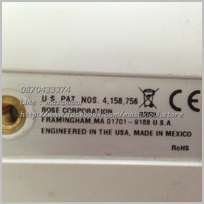 0870433374
U.S. PAT. NOS. 4,158,756
BOSE CORPORATION
FRAMINGHAM, MA 01701 - 9168 U.S.A.
ENGINEERED IN THE USA, MADE IN MEXICO
CE
RoHS